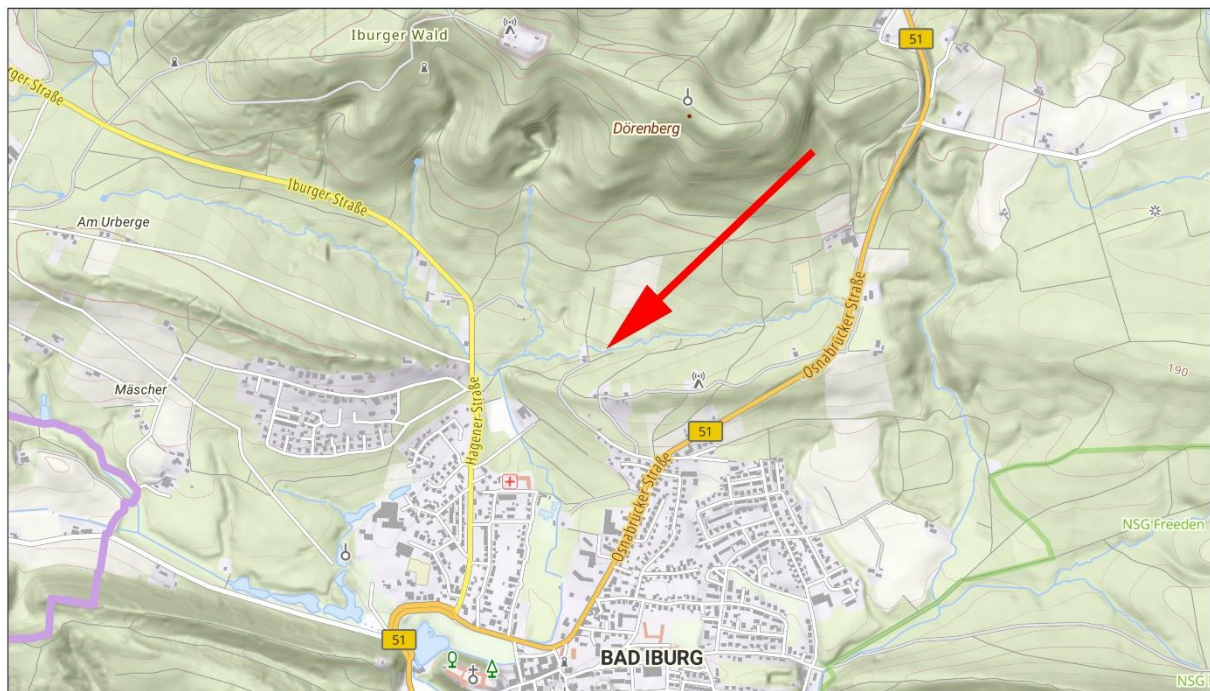 51
Iburger Wald
rger-Straße
Dörenberg
Iburger-Straße
Am Urberge
Osnabrücker-Straße
190
Mäscher
Hagener-Straße
51
Osnabrücker-Straße
NSG Freeden
51
BAD IBURG
NSG